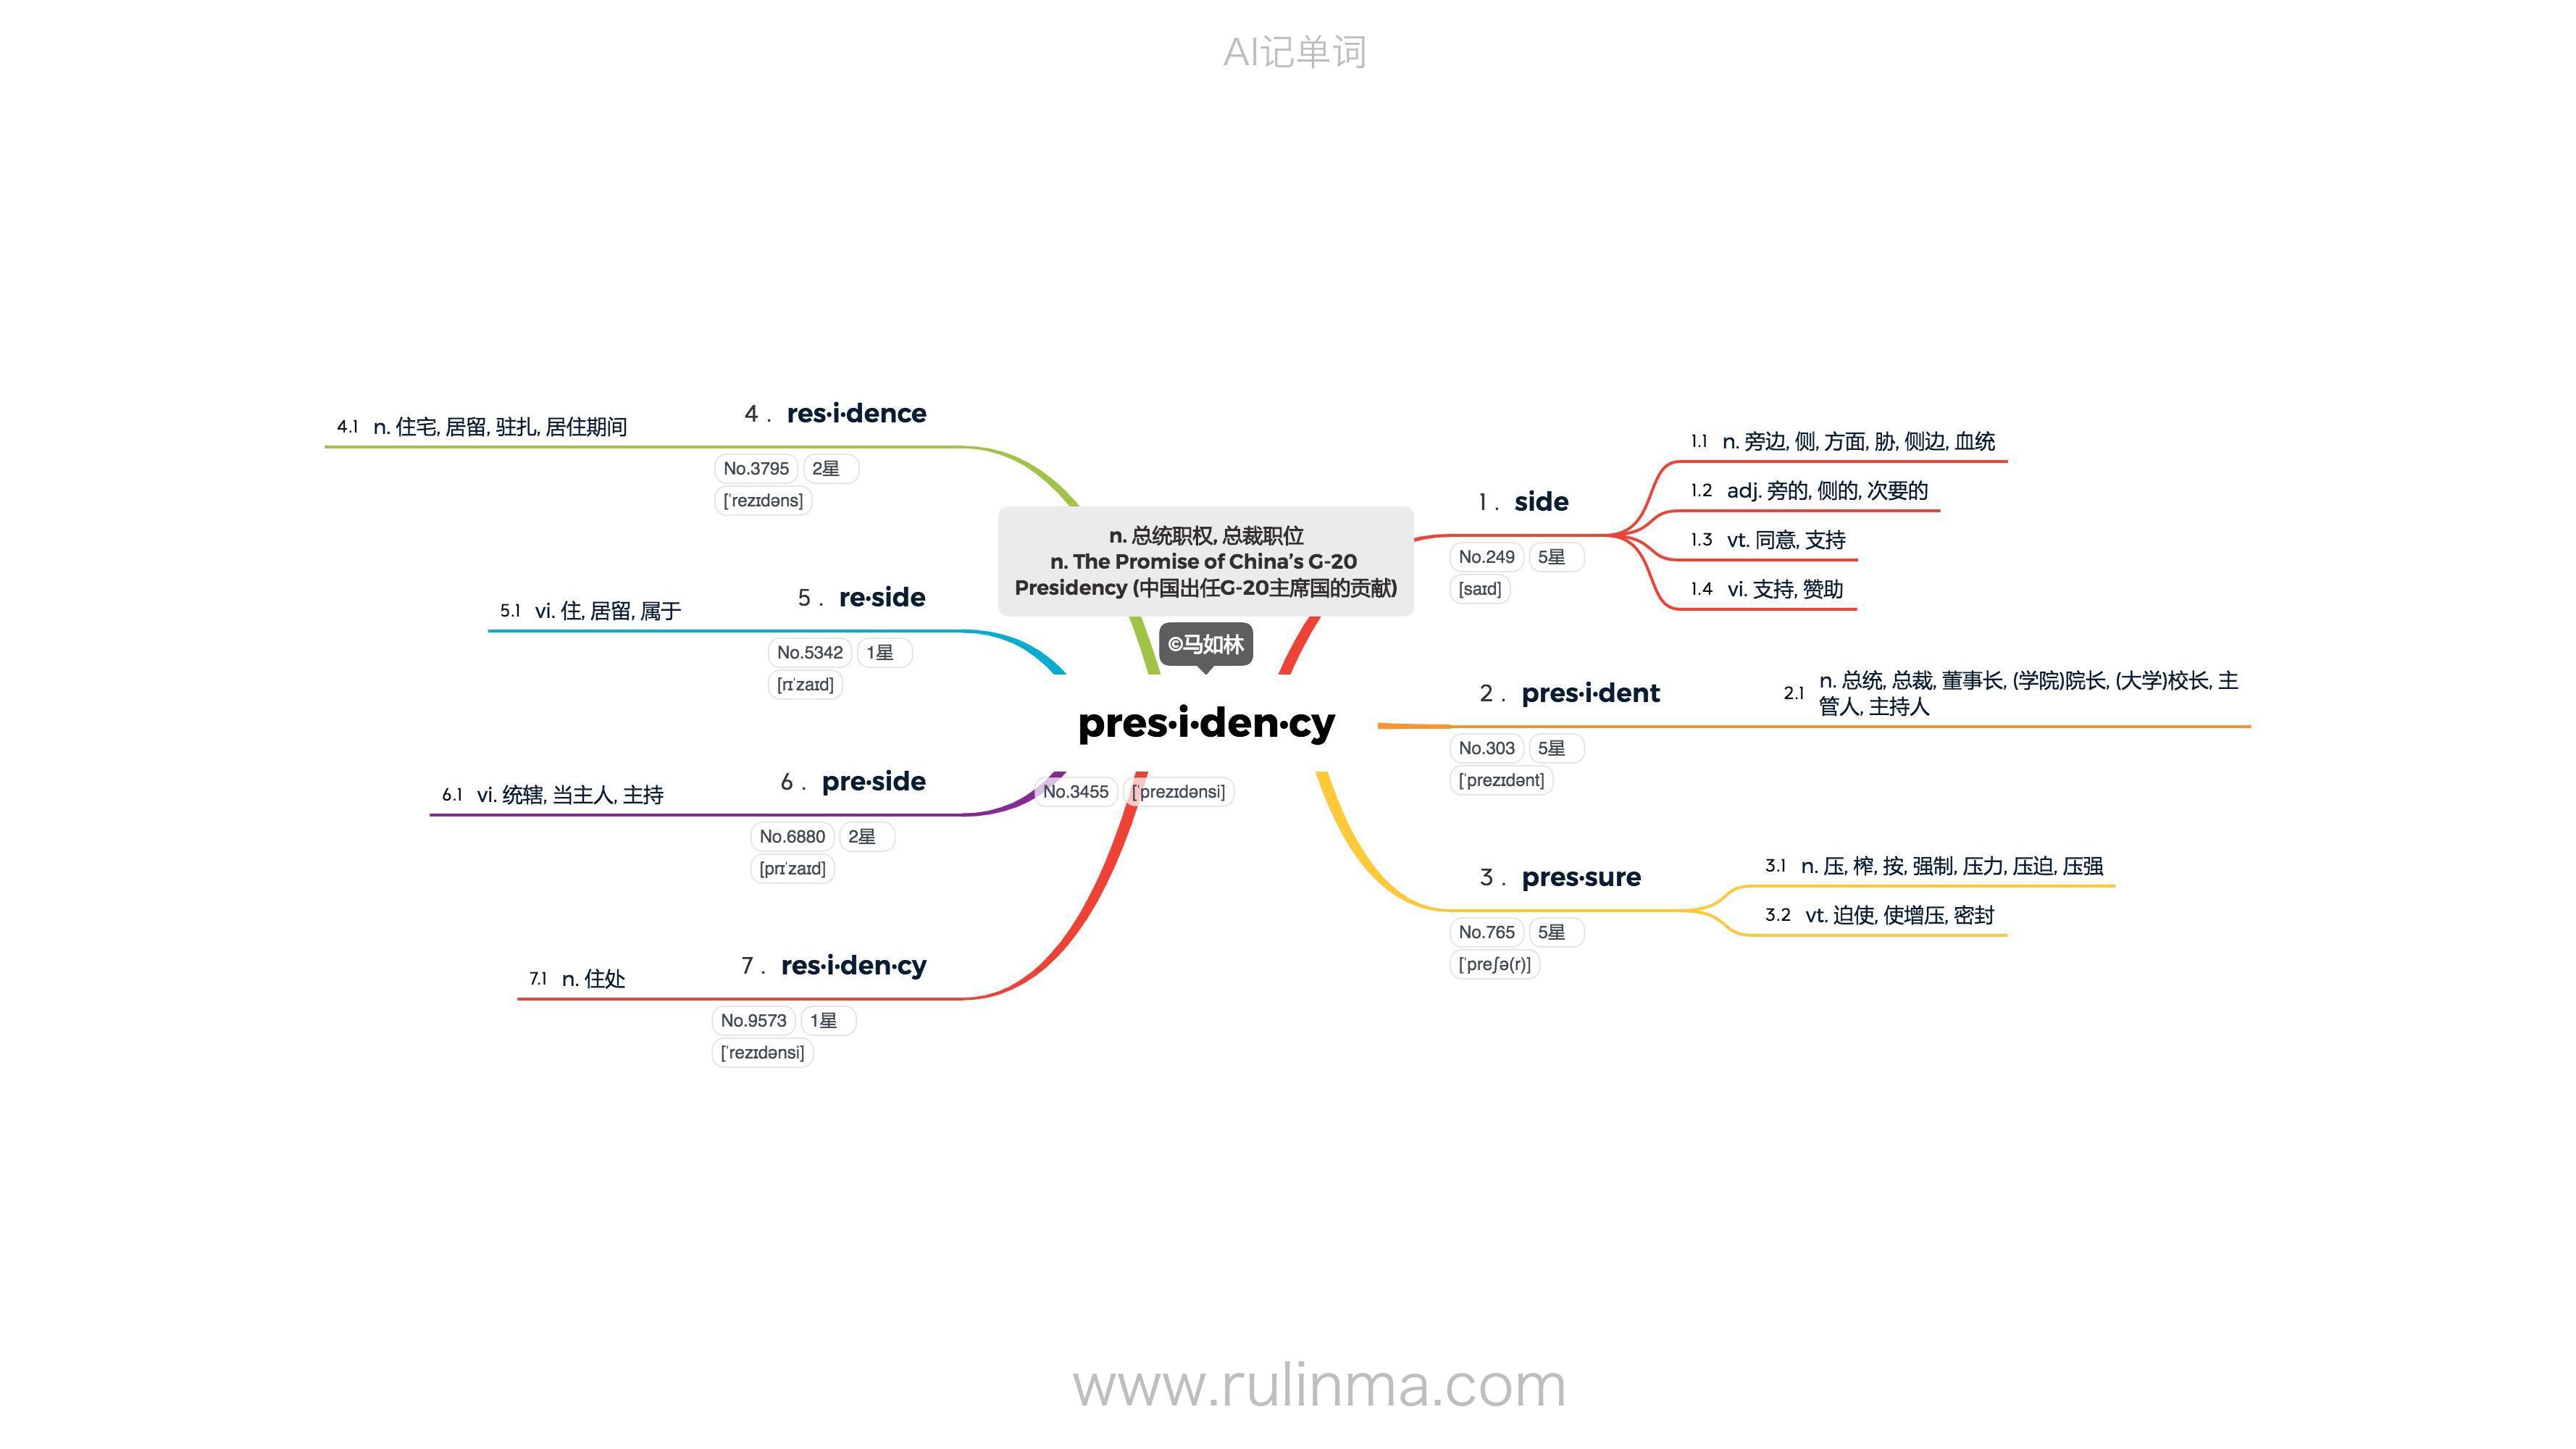 AI记单词
n. 总统职权, 总裁职位
n. The Promise of China’s G-20
Presidency (中国出任G-20主席国的贡献)
©马如林
pres·i·den·cy
No.3455 [ˈprezɪdənsi]
1 . side
No.249 5星
[saɪd]
1.1 n. 旁边, 侧, 方面, 胁, 侧边, 血统
1.2 adj. 旁的, 侧的, 次要的
1.3 vt. 同意, 支持
1.4 vi. 支持, 赞助
2 . pres·i·dent
No.303 5星
[ˈprezɪdənt]
2.1 n. 总统, 总裁, 董事长, (学院)院长, (大学)校长, 主
管人, 主持人
3 . pres·sure
No.765 5星
[ˈpreʃə(r)]
3.1 n. 压, 榨, 按, 强制, 压力, 压迫, 压强
3.2 vt. 迫使, 使增压, 密封
4 . res·i·dence
No.3795 2星
[ˈrezɪdəns]
4.1 n. 住宅, 居留, 驻扎, 居住期间
5 . re·side
No.5342 1星
[rɪˈzaɪd]
5.1 vi. 住, 居留, 属于
6 . pre·side
No.6880 2星
[prɪˈzaɪd]
6.1 vi. 统辖, 当主人, 主持
7 . res·i·den·cy
No.9573 1星
[ˈrezɪdənsi]
7.1 n. 住处
www.rulinma.com